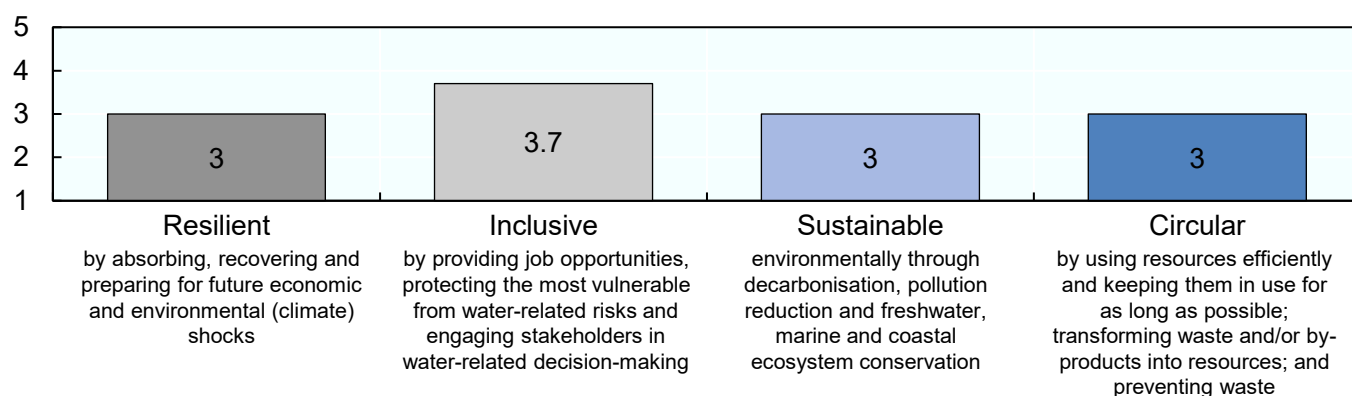 5
4
3
2
1
3
3.7
3
3
Resilient
by absorbing, recovering and
preparing for future economic
and environmental (climate)
shocks
Inclusive
by providing job opportunities,
protecting the most vulnerable
from water-related risks and
engaging stakeholders in
water-related decision-making
Sustainable
environmentally through
decarbonisation, pollution
reduction and freshwater,
marine and coastal
ecosystem conservation
Circular
by using resources efficiently
and keeping them in use for
as long as possible;
transforming waste and/or by-
products into resources; and
preventing waste